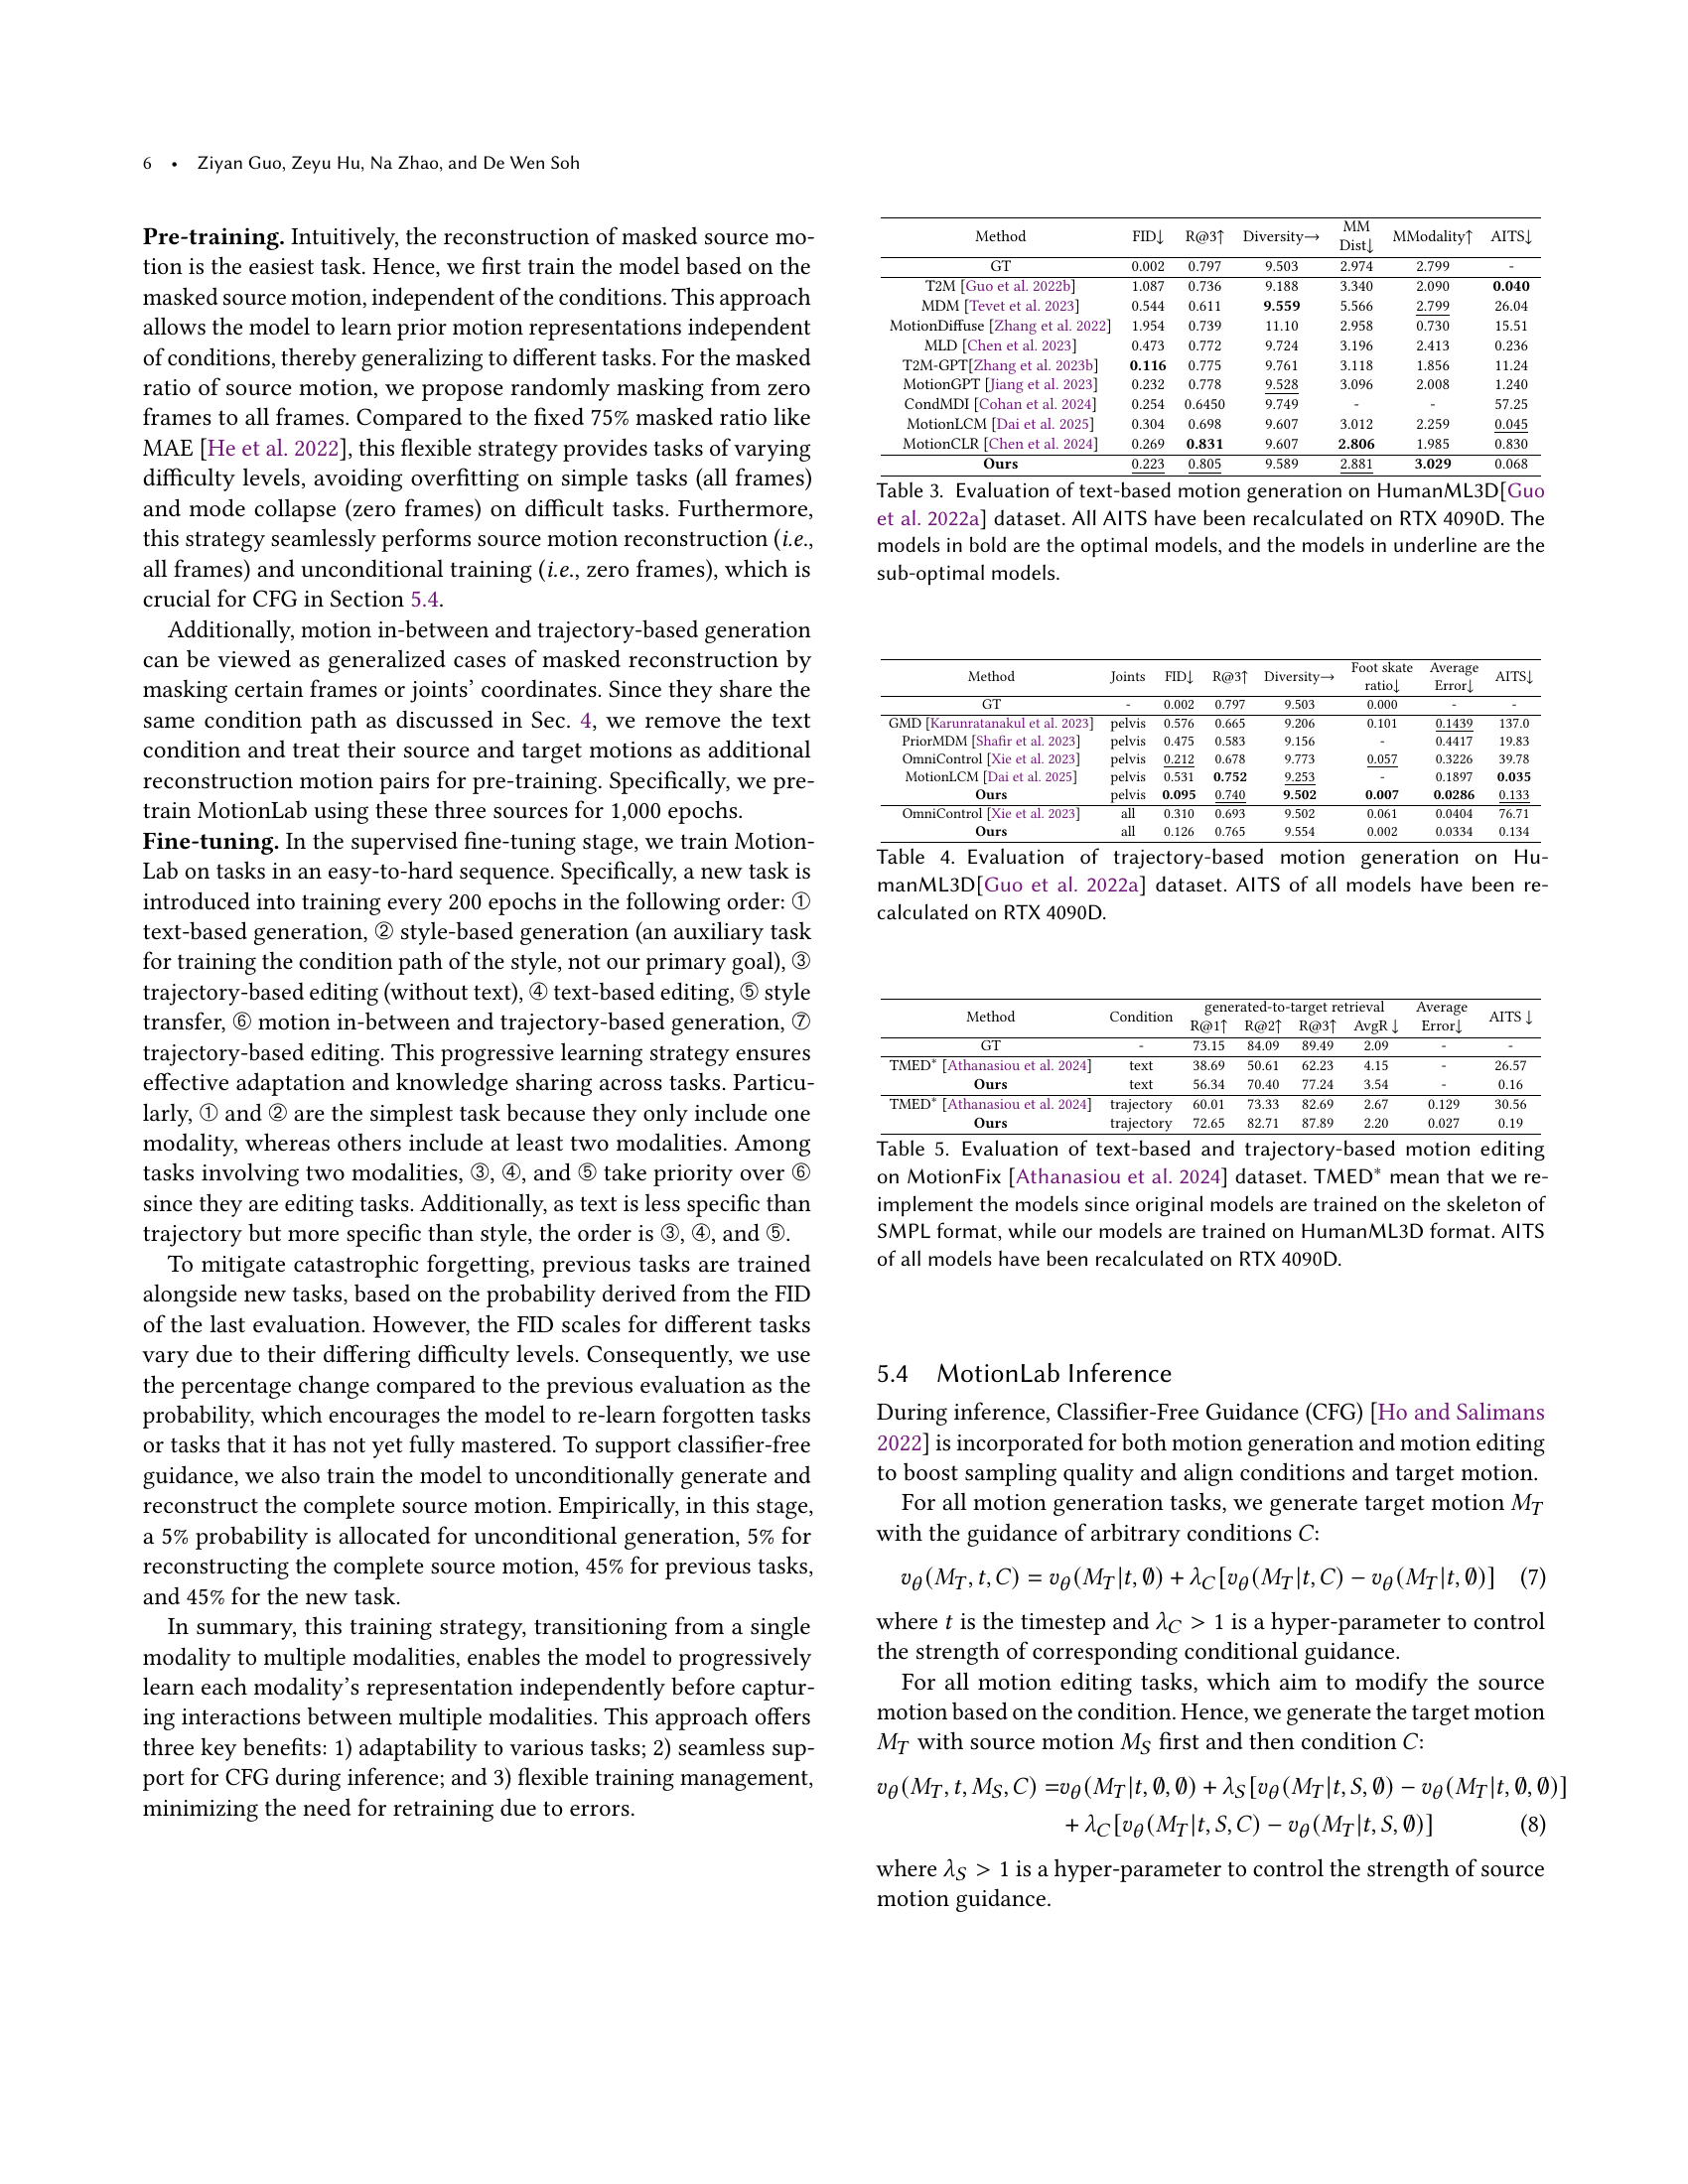 6 • Ziyan Guo, Zeyu Hu, Na Zhao, and De Wen Soh
Pre-training. Intuitively, the reconstruction of masked source mo-
tion is the easiest task. Hence, we first train the model based on the
masked source motion, independent of the conditions. This approach
allows the model to learn prior motion representations independent
of conditions, thereby generalizing to different tasks. For the masked
ratio of source motion, we propose randomly masking from zero
frames to all frames. Compared to the fixed 75% masked ratio like
MAE [He et al. 2022], this flexible strategy provides tasks of varying
difficulty levels, avoiding overfitting on simple tasks (all frames)
and mode collapse (zero frames) on difficult tasks. Furthermore,
this strategy seamlessly performs source motion reconstruction (i.e.,
all frames) and unconditional training (i.e., zero frames), which is
crucial for CFG in Section 5.4.
Additionally, motion in-between and trajectory-based generation
can be viewed as generalized cases of masked reconstruction by
masking certain frames or joints' coordinates. Since they share the
same condition path as discussed in Sec. 4, we remove the text
condition and treat their source and target motions as additional
reconstruction motion pairs for pre-training. Specifically, we pre-
train MotionLab using these three sources for 1,000 epochs.
Fine-tuning. In the supervised fine-tuning stage, we train Motion-
Lab on tasks in an easy-to-hard sequence. Specifically, a new task is
introduced into training every 200 epochs in the following order: ①
text-based generation, ② style-based generation (an auxiliary task
for training the condition path of the style, not our primary goal), ③
trajectory-based editing (without text), ④ text-based editing, ⑤ style
transfer, ⑥ motion in-between and trajectory-based generation, ⑦
trajectory-based editing. This progressive learning strategy ensures
effective adaptation and knowledge sharing across tasks. Particu-
larly, ① and ② are the simplest task because they only include one
modality, whereas others include at least two modalities. Among
tasks involving two modalities, ③, ④, and ⑤ take priority over ⑥
since they are editing tasks. Additionally, as text is less specific than
trajectory but more specific than style, the order is ③, ④, and ⑤.
To mitigate catastrophic forgetting, previous tasks are trained
alongside new tasks, based on the probability derived from the FID
of the last evaluation. However, the FID scales for different tasks
vary due to their differing difficulty levels. Consequently, we use
the percentage change compared to the previous evaluation as the
probability, which encourages the model to re-learn forgotten tasks
or tasks that it has not yet fully mastered. To support classifier-free
guidance, we also train the model to unconditionally generate and
reconstruct the complete source motion. Empirically, in this stage,
a 5% probability is allocated for unconditional generation, 5% for
reconstructing the complete source motion, 45% for previous tasks,
and 45% for the new task.
In summary, this training strategy, transitioning from a single
modality to multiple modalities, enables the model to progressively
learn each modality's representation independently before captur-
ing interactions between multiple modalities. This approach offers
three key benefits: 1) adaptability to various tasks; 2) seamless sup-
port for CFG during inference; and 3) flexible training management,
minimizing the need for retraining due to errors.
Method FID↓ R@3↑ Diversity→ MM Dist↓ MModality↑ AITS↓
GT 0.002 0.797 9.503 2.974 2.799 -
T2M [Guo et al. 2022b] 1.087 0.736 9.188 3.340 2.090 0.040
MDM [Tevet et al. 2023] 0.544 0.611 9.559 5.566 2.799 26.04
MotionDiffuse [Zhang et al. 2022] 1.954 0.739 11.10 2.958 0.730 15.51
MLD [Chen et al. 2023] 0.473 0.772 9.724 3.196 2.413 0.236
T2M-GPT[Zhang et al. 2023b] 0.116 0.775 9.761 3.118 1.856 11.24
MotionGPT [Jiang et al. 2023] 0.232 0.778 9.528 3.096 2.008 1.240
CondMDI [Cohan et al. 2024] 0.254 0.6450 9.749 - - 57.25
MotionLCM [Dai et al. 2025] 0.304 0.698 9.607 3.012 2.259 0.045
MotionCLR [Chen et al. 2024] 0.269 0.831 9.607 2.806 1.985 0.830
Ours 0.223 0.805 9.589 2.881 3.029 0.068
Table 3. Evaluation of text-based motion generation on HumanML3D[Guo
et al. 2022a] dataset. All AITS have been recalculated on RTX 4090D. The
models in bold are the optimal models, and the models in underline are the
sub-optimal models.
Method Joints FID↓ R@3↑ Diversity→ Foot skate ratio↓ Average Error↓ AITS↓
GT - 0.002 0.797 9.503 0.000 - -
GMD [Karunratanakul et al. 2023] pelvis 0.576 0.665 9.206 0.101 0.1439 137.0
PriorMDM [Shafir et al. 2023] pelvis 0.475 0.583 9.156 - 0.4417 19.83
OmniControl [Xie et al. 2023] pelvis 0.212 0.678 9.773 0.057 0.3226 39.78
MotionLCM [Dai et al. 2025] pelvis 0.531 0.752 9.253 - 0.1897 0.035
Ours pelvis 0.095 0.740 9.502 0.007 0.0286 0.133
OmniControl [Xie et al. 2023] all 0.310 0.693 9.502 0.061 0.0404 76.71
Ours all 0.126 0.765 9.554 0.002 0.0334 0.134
Table 4. Evaluation of trajectory-based motion generation on Hu-
manML3D[Guo et al. 2022a] dataset. AITS of all models have been re-
calculated on RTX 4090D.
Method Condition generated-to-target retrieval Average Error↓ AITS ↓
R@1↑ R@2↑ R@3↑ AvgR ↓
GT - 73.15 84.09 89.49 2.09 - -
TMED* [Athanasiou et al. 2024] text 38.69 50.61 62.23 4.15 - 26.57
Ours text 56.34 70.40 77.24 3.54 - 0.16
TMED* [Athanasiou et al. 2024] trajectory 60.01 73.33 82.69 2.67 0.129 30.56
Ours trajectory 72.65 82.71 87.89 2.20 0.027 0.19
Table 5. Evaluation of text-based and trajectory-based motion editing
on MotionFix [Athanasiou et al. 2024] dataset. TMED* mean that we re-
implement the models since original models are trained on the skeleton of
SMPL format, while our models are trained on HumanML3D format. AITS
of all models have been recalculated on RTX 4090D.
5.4 MotionLab Inference
During inference, Classifier-Free Guidance (CFG) [Ho and Salimans
2022] is incorporated for both motion generation and motion editing
to boost sampling quality and align conditions and target motion.
For all motion generation tasks, we generate target motion M_T
with the guidance of arbitrary conditions C:
v_θ(M_T, t, C) = v_θ(M_T|t, ∅) + λ_C[v_θ(M_T|t, C) − v_θ(M_T|t, ∅)] (7)
where t is the timestep and λ_C > 1 is a hyper-parameter to control
the strength of corresponding conditional guidance.
For all motion editing tasks, which aim to modify the source
motion based on the condition. Hence, we generate the target motion
M_T with source motion M_S first and then condition C:
v_θ(M_T, t, M_S, C) =v_θ(M_T|t, ∅, ∅) + λ_S[v_θ(M_T|t, S, ∅) − v_θ(M_T|t, ∅, ∅)]
+ λ_C[v_θ(M_T|t, S, C) − v_θ(M_T|t, S, ∅)] (8)
where λ_S > 1 is a hyper-parameter to control the strength of source
motion guidance.